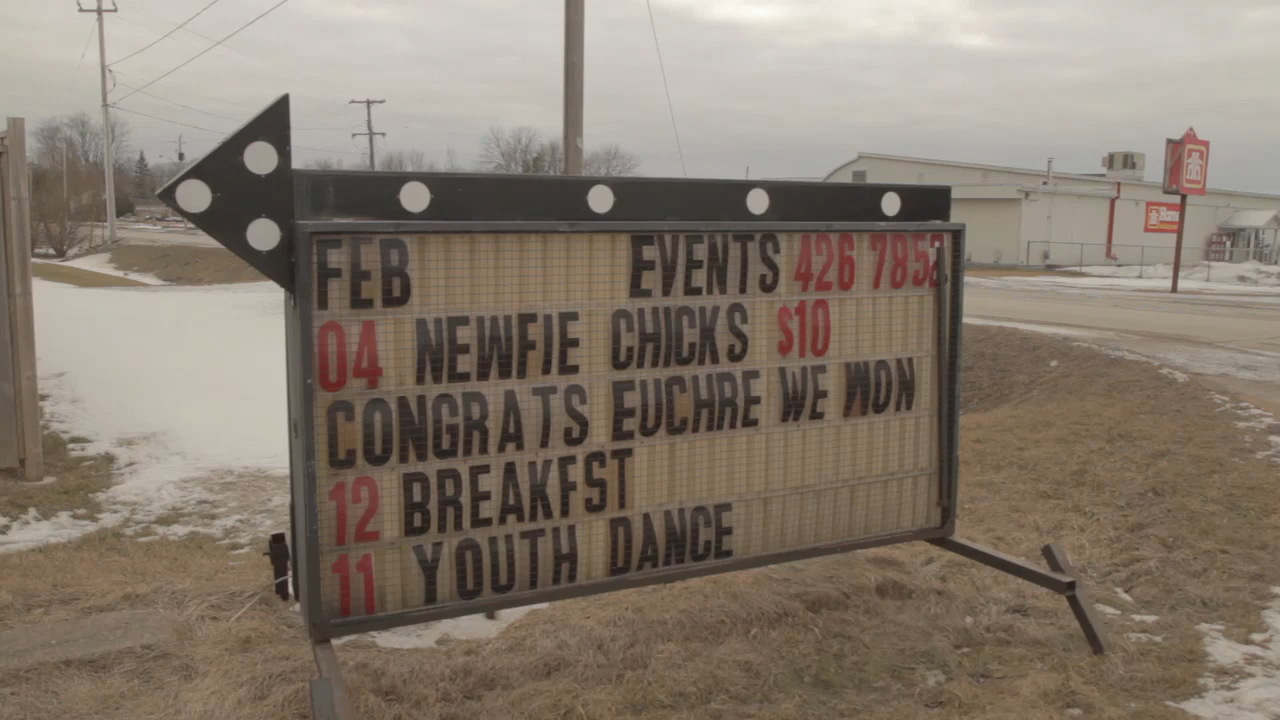 FEB EVENTS 426 7852
04 NEWFIE CHICKS $10
CONGRATS EUCHRE WE WON
12 BREAKFST
11 YOUTH DANCE